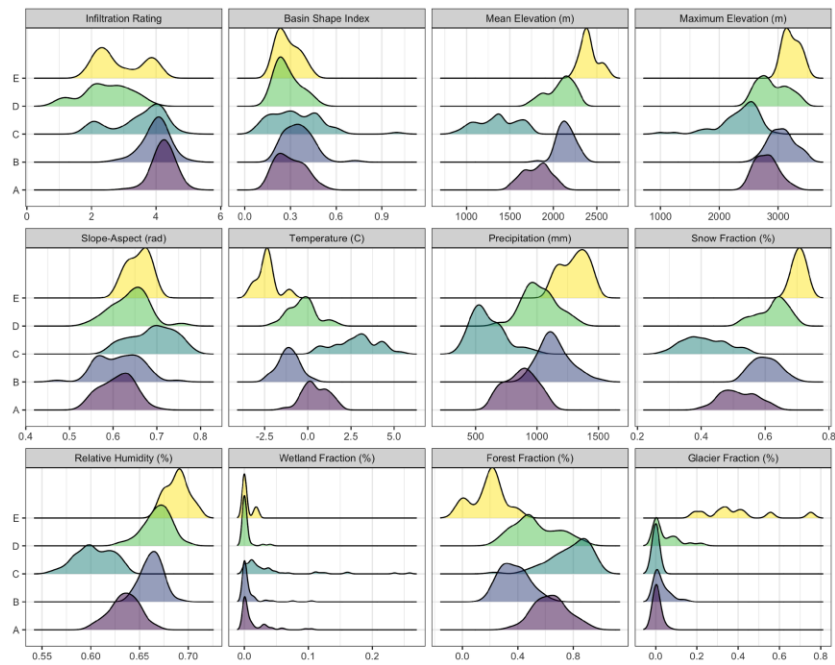 Infiltration Rating
Basin Shape Index
Mean Elevation (m)
Maximum Elevation (m)
E
D
C
B
A
0 2 4 6
0.0 0.3 0.6 0.9
1000 1500 2000 2500
1000 2000 3000
Slope-Aspect (rad)
Temperature (C)
Precipitation (mm)
Snow Fraction (%)
E
D
C
B
A
0.4 0.5 0.6 0.7 0.8
-2.5 0.0 2.5 5.0
500 1000 1500
0.2 0.4 0.6 0.8
Relative Humidity (%)
Wetland Fraction (%)
Forest Fraction (%)
Glacier Fraction (%)
E
D
C
B
A
0.55 0.60 0.65 0.70
0.0 0.1 0.2
0.0 0.4 0.8
0.0 0.2 0.4 0.6 0.8